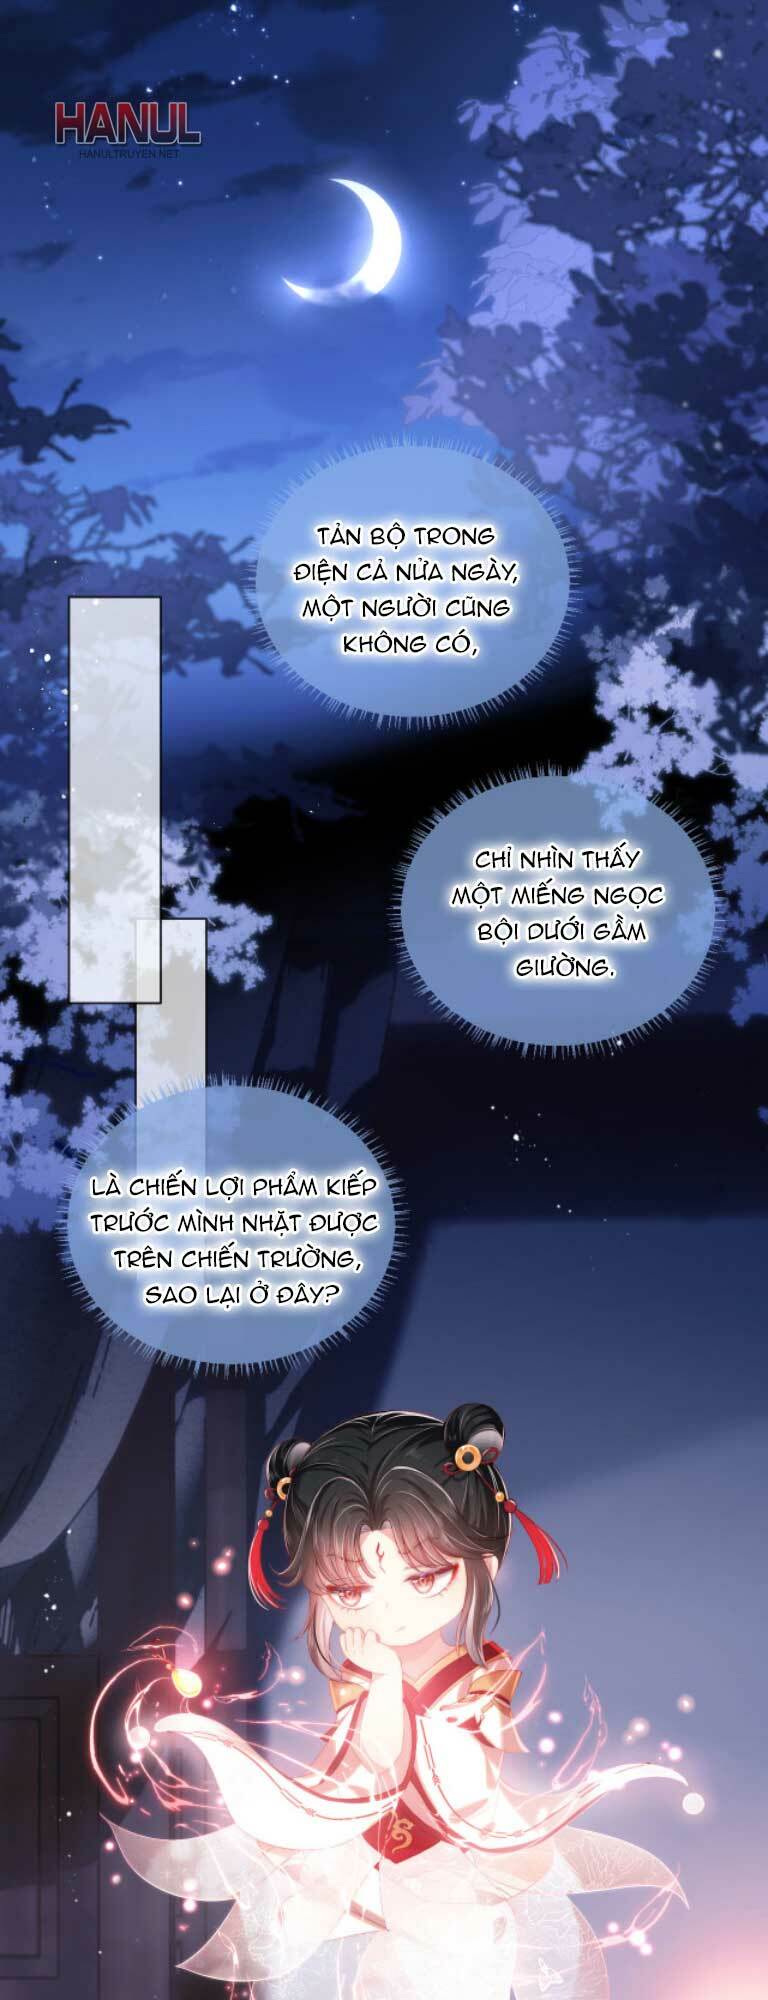 HANUL
HANULTRUYEN.NET
TẢN BỘ TRONG
ĐIỆN CẢ NỬA NGÀY,
MỘT NGƯỜI CŨNG
KHÔNG CÓ,
CHỈ NHÌN THẤY
MỘT MIẾNG NGỌC
BỘI DƯỚI GẦM
GIƯỜNG.
LÀ CHIẾN LỢI PHẨM KIẾP
TRƯỚC MÌNH NHẶT ĐƯỢC
TRÊN CHIẾN TRƯỜNG,
SAO LẠI Ở ĐÂY?